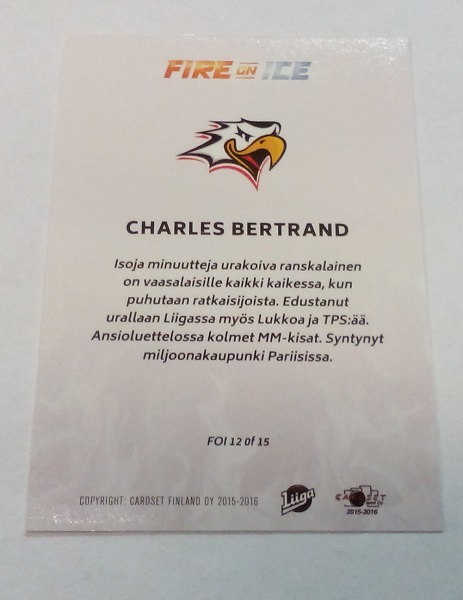 FIRE ON ICE
CHARLES BERTRAND
Isoja minuutteja urakoiva ranskalainen
on vaasalaisille kaikki kaikessa, kun
puhutaan ratkaisijoista. Edustanut
urallaan Liigassa myös Lukkoa ja TPS:ää.
Ansioluettelossa kolmet MM-kisat. Syntynyt
miljoonakaupunki Pariisissa.
FOI 12 of 15
COPYRIGHT: CARDSET FINLAND OY 2015-2016
Liiga
CARDSET
2015-2016